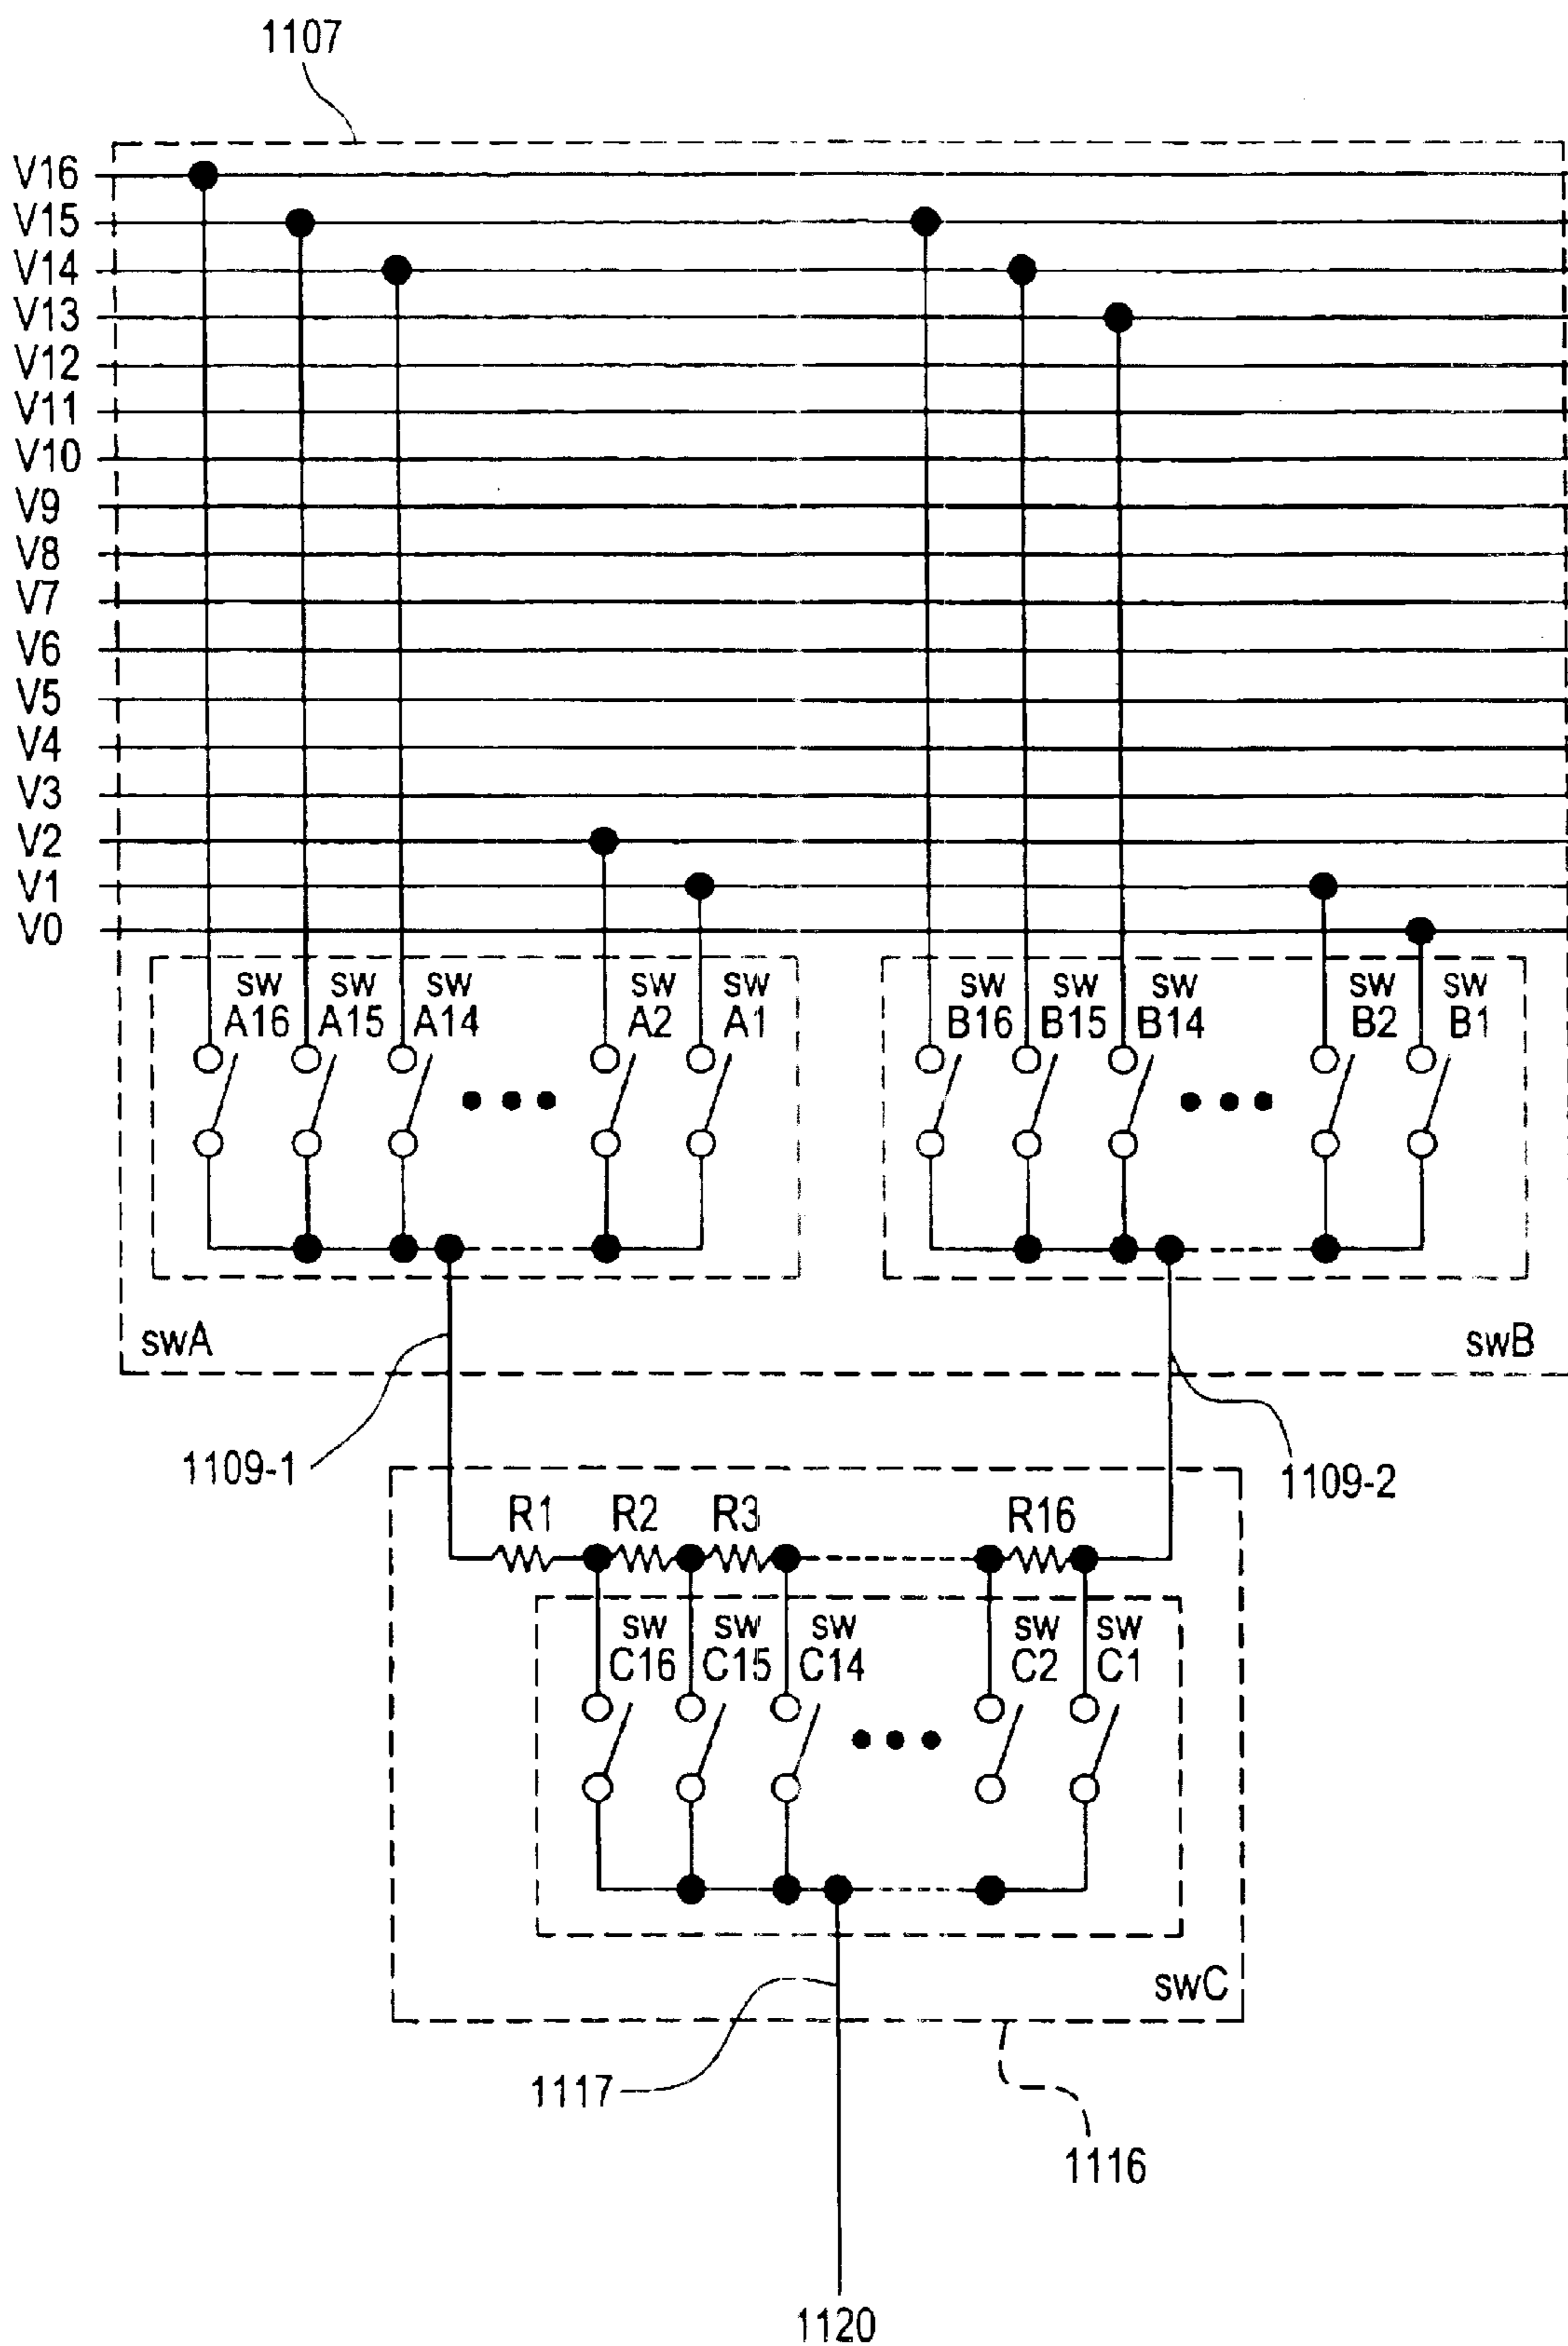 1107
V16
V15
V14
V13
V12
V11
V10
V9
V8
V7
V6
V5
V4
V3
V2
V1
V0
sw A16
sw A15
sw A14
sw A2
sw A1
sw B16
sw B15
sw B14
sw B2
sw B1
swA
swB
1109-1
1109-2
R1
R2
R3
R16
sw C16
sw C15
sw C14
sw C2
sw C1
swC
1117
1116
1120